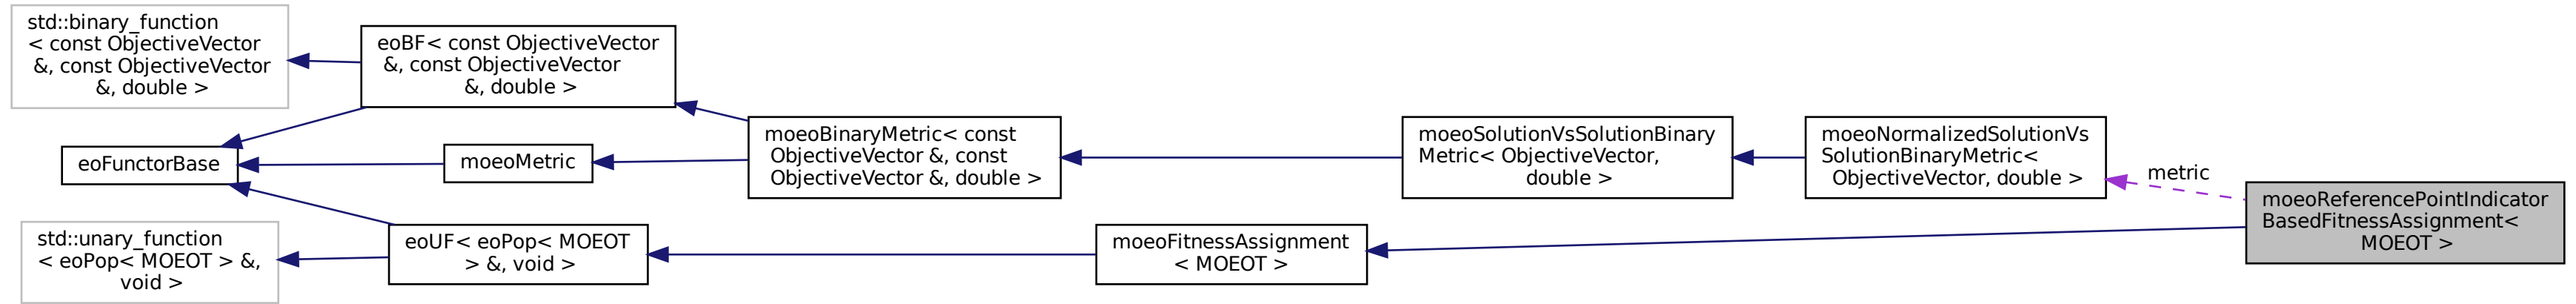 std::binary_function
< const ObjectiveVector
&, const ObjectiveVector
&, double >
eoBF< const ObjectiveVector
&, const ObjectiveVector
&, double >
eoFunctorBase
moeoMetric
moeoBinaryMetric< const
ObjectiveVector &, const
ObjectiveVector &, double >
moeoSolutionVsSolutionBinary
Metric< ObjectiveVector,
double >
moeoNormalizedSolutionVs
SolutionBinaryMetric<
ObjectiveVector, double >
metric
moeoReferencePointIndicator
BasedFitnessAssignment<
MOEOT >
std::unary_function
< eoPop< MOEOT > &,
void >
eoUF< eoPop< MOEOT
> &, void >
moeoFitnessAssignment
< MOEOT >